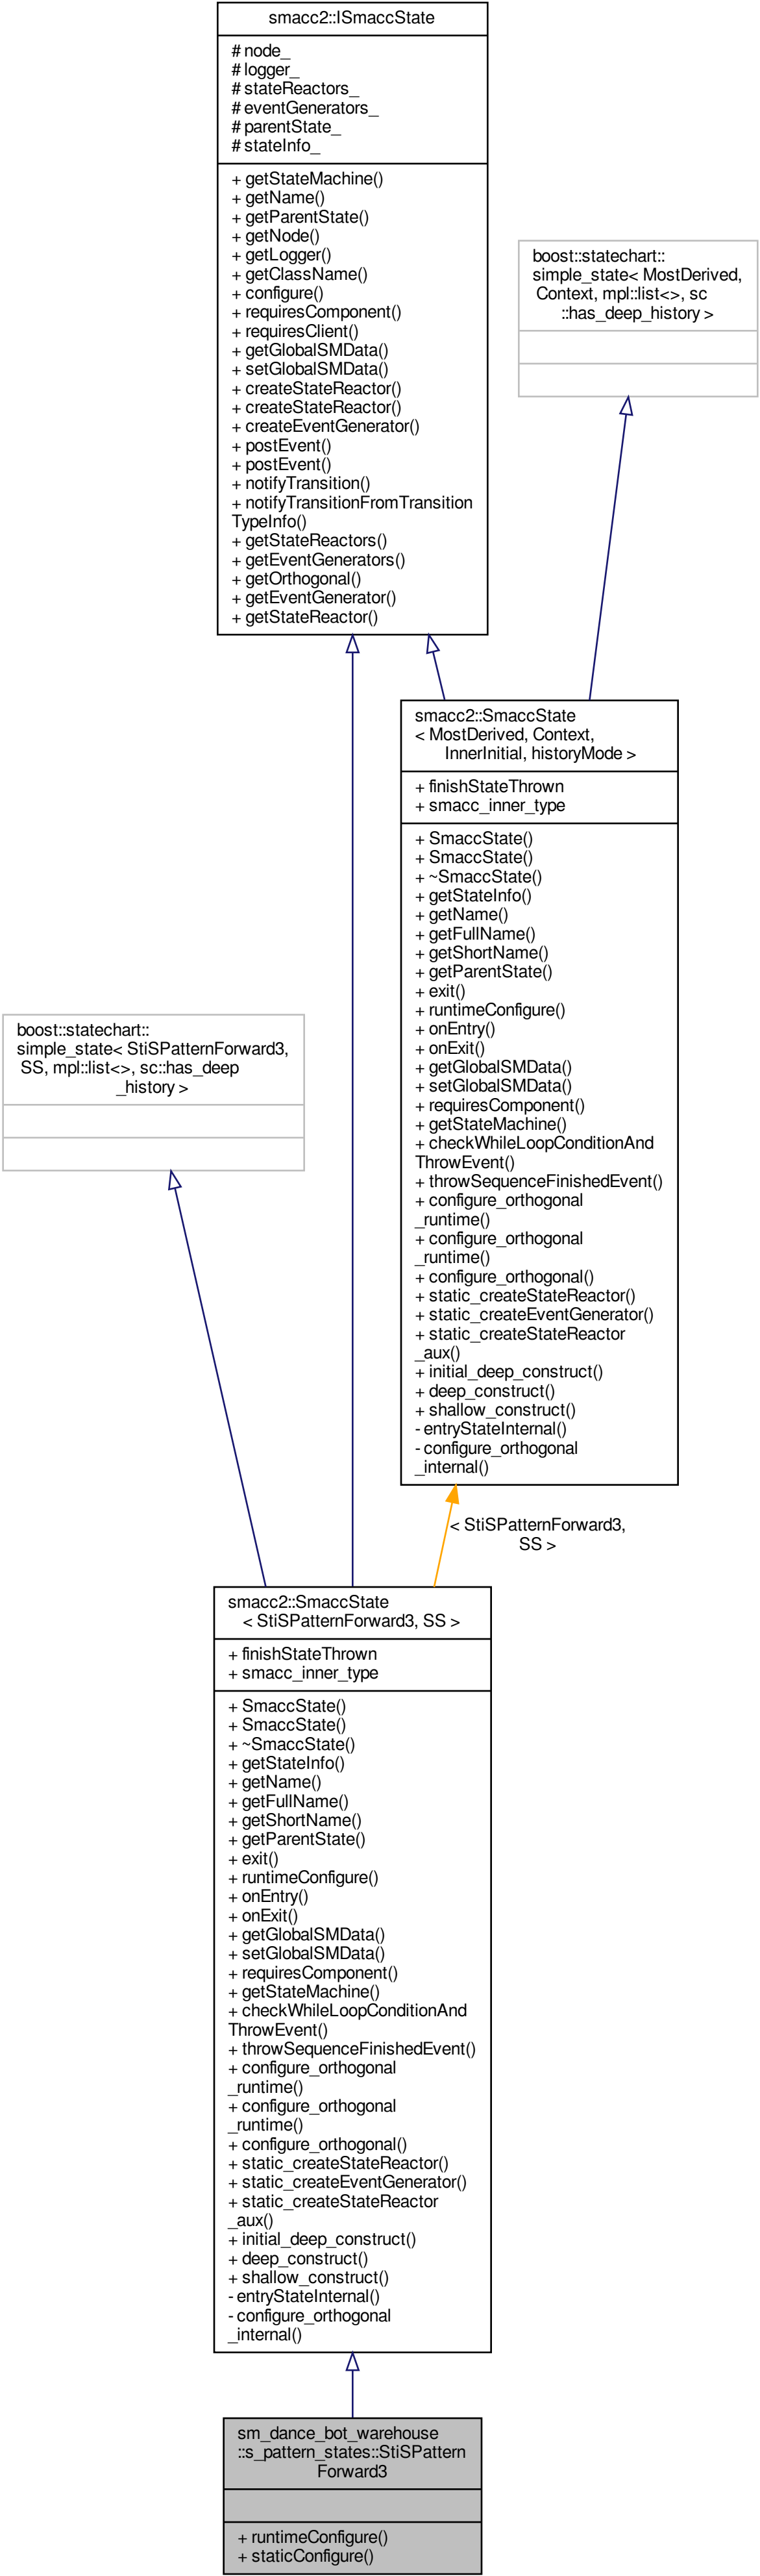 smacc2::ISmaccState
# node_
# logger_
# stateReactors_
# eventGenerators_
# parentState_
# stateInfo_
+ getStateMachine()
+ getName()
+ getParentState()
+ getNode()
+ getLogger()
+ getClassName()
+ configure()
+ requiresComponent()
+ requiresClient()
+ getGlobalSMData()
+ setGlobalSMData()
+ createStateReactor()
+ createStateReactor()
+ createEventGenerator()
+ postEvent()
+ postEvent()
+ notifyTransition()
+ notifyTransitionFromTransition
TypeInfo()
+ getStateReactors()
+ getEventGenerators()
+ getOrthogonal()
+ getEventGenerator()
+ getStateReactor()
boost::statechart::
simple_state< MostDerived,
Context, mpl::list<>, sc
::has_deep_history >
smacc2::SmaccState
< MostDerived, Context,
InnerInitial, historyMode >
+ finishStateThrown
+ smacc_inner_type
+ SmaccState()
+ SmaccState()
+ ~SmaccState()
+ getStateInfo()
+ getName()
+ getFullName()
+ getShortName()
+ getParentState()
+ exit()
+ runtimeConfigure()
+ onEntry()
+ onExit()
+ getGlobalSMData()
+ setGlobalSMData()
+ requiresComponent()
+ getStateMachine()
+ checkWhileLoopConditionAnd
ThrowEvent()
+ throwSequenceFinishedEvent()
+ configure_orthogonal
_runtime()
+ configure_orthogonal
_runtime()
+ configure_orthogonal()
+ static_createStateReactor()
+ static_createEventGenerator()
+ static_createStateReactor
_aux()
+ initial_deep_construct()
+ deep_construct()
+ shallow_construct()
- entryStateInternal()
- configure_orthogonal
_internal()
boost::statechart::
simple_state< StiSPatternForward3,
SS, mpl::list<>, sc::has_deep
_history >
< StiSPatternForward3,
SS >
smacc2::SmaccState
< StiSPatternForward3, SS >
+ finishStateThrown
+ smacc_inner_type
+ SmaccState()
+ SmaccState()
+ ~SmaccState()
+ getStateInfo()
+ getName()
+ getFullName()
+ getShortName()
+ getParentState()
+ exit()
+ runtimeConfigure()
+ onEntry()
+ onExit()
+ getGlobalSMData()
+ setGlobalSMData()
+ requiresComponent()
+ getStateMachine()
+ checkWhileLoopConditionAnd
ThrowEvent()
+ throwSequenceFinishedEvent()
+ configure_orthogonal
_runtime()
+ configure_orthogonal
_runtime()
+ configure_orthogonal()
+ static_createStateReactor()
+ static_createEventGenerator()
+ static_createStateReactor
_aux()
+ initial_deep_construct()
+ deep_construct()
+ shallow_construct()
- entryStateInternal()
- configure_orthogonal
_internal()
sm_dance_bot_warehouse
::s_pattern_states::StiSPattern
Forward3
+ runtimeConfigure()
+ staticConfigure()